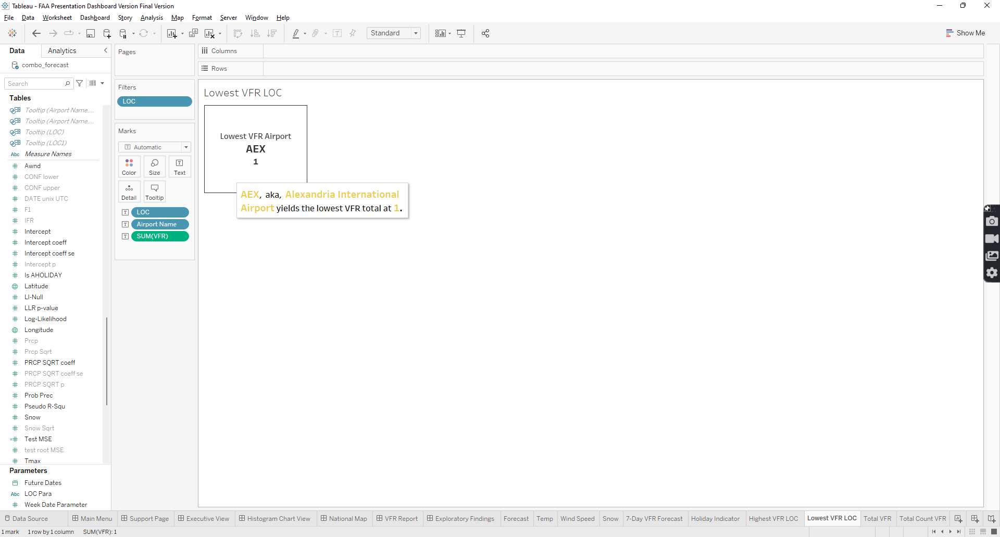 Tableau - FAA Presentation Dashboard Version Final Version
File Data Worksheet Dashboard Story Analysis Map Format Server Window Help
Standard
Show Me
Data Analytics
combo_forecast
Search
Tables
Tooltip (Airport Name,...
Tooltip (Airport Name,...
Tooltip (LOC)
Tooltip (LOC1)
Abc Measure Names
Awnd
CONF lower
CONF upper
DATE unix UTC
F1
IFR
Intercept
Intercept coeff
Intercept coeff se
Intercept p
Is AHOLIDAY
Latitude
LI-Null
LLR p-value
Log-Likelihood
Longitude
Prcp
Prcp Sqrt
PRCP SQRT coeff
PRCP SQRT coeff se
PRCP SQRT p
Prob Prec
Pseudo R-Squ
Snow
Snow Sqrt
Test MSE
test root MSE
Tmax
Parameters
Future Dates
Abc LOC Para
Week Date Parameter
Pages
Filters
LOC
Marks
Automatic
Color Size Text
Detail Tooltip
LOC
Airport Name
SUM(VFR)
Columns
Rows
Lowest VFR LOC
Lowest VFR Airport
AEX
1
AEX, aka, Alexandria International
Airport yields the lowest VFR total at 1.
Data Source Main Menu Support Page Executive View Histogram Chart View National Map VFR Report Exploratory Findings Forecast Temp Wind Speed Snow 7-Day VFR Forecast Holiday Indicator Highest VFR LOC Lowest VFR LOC Total VFR Total Count VFR
1 mark 1 row by 1 column SUM(VFR): 1